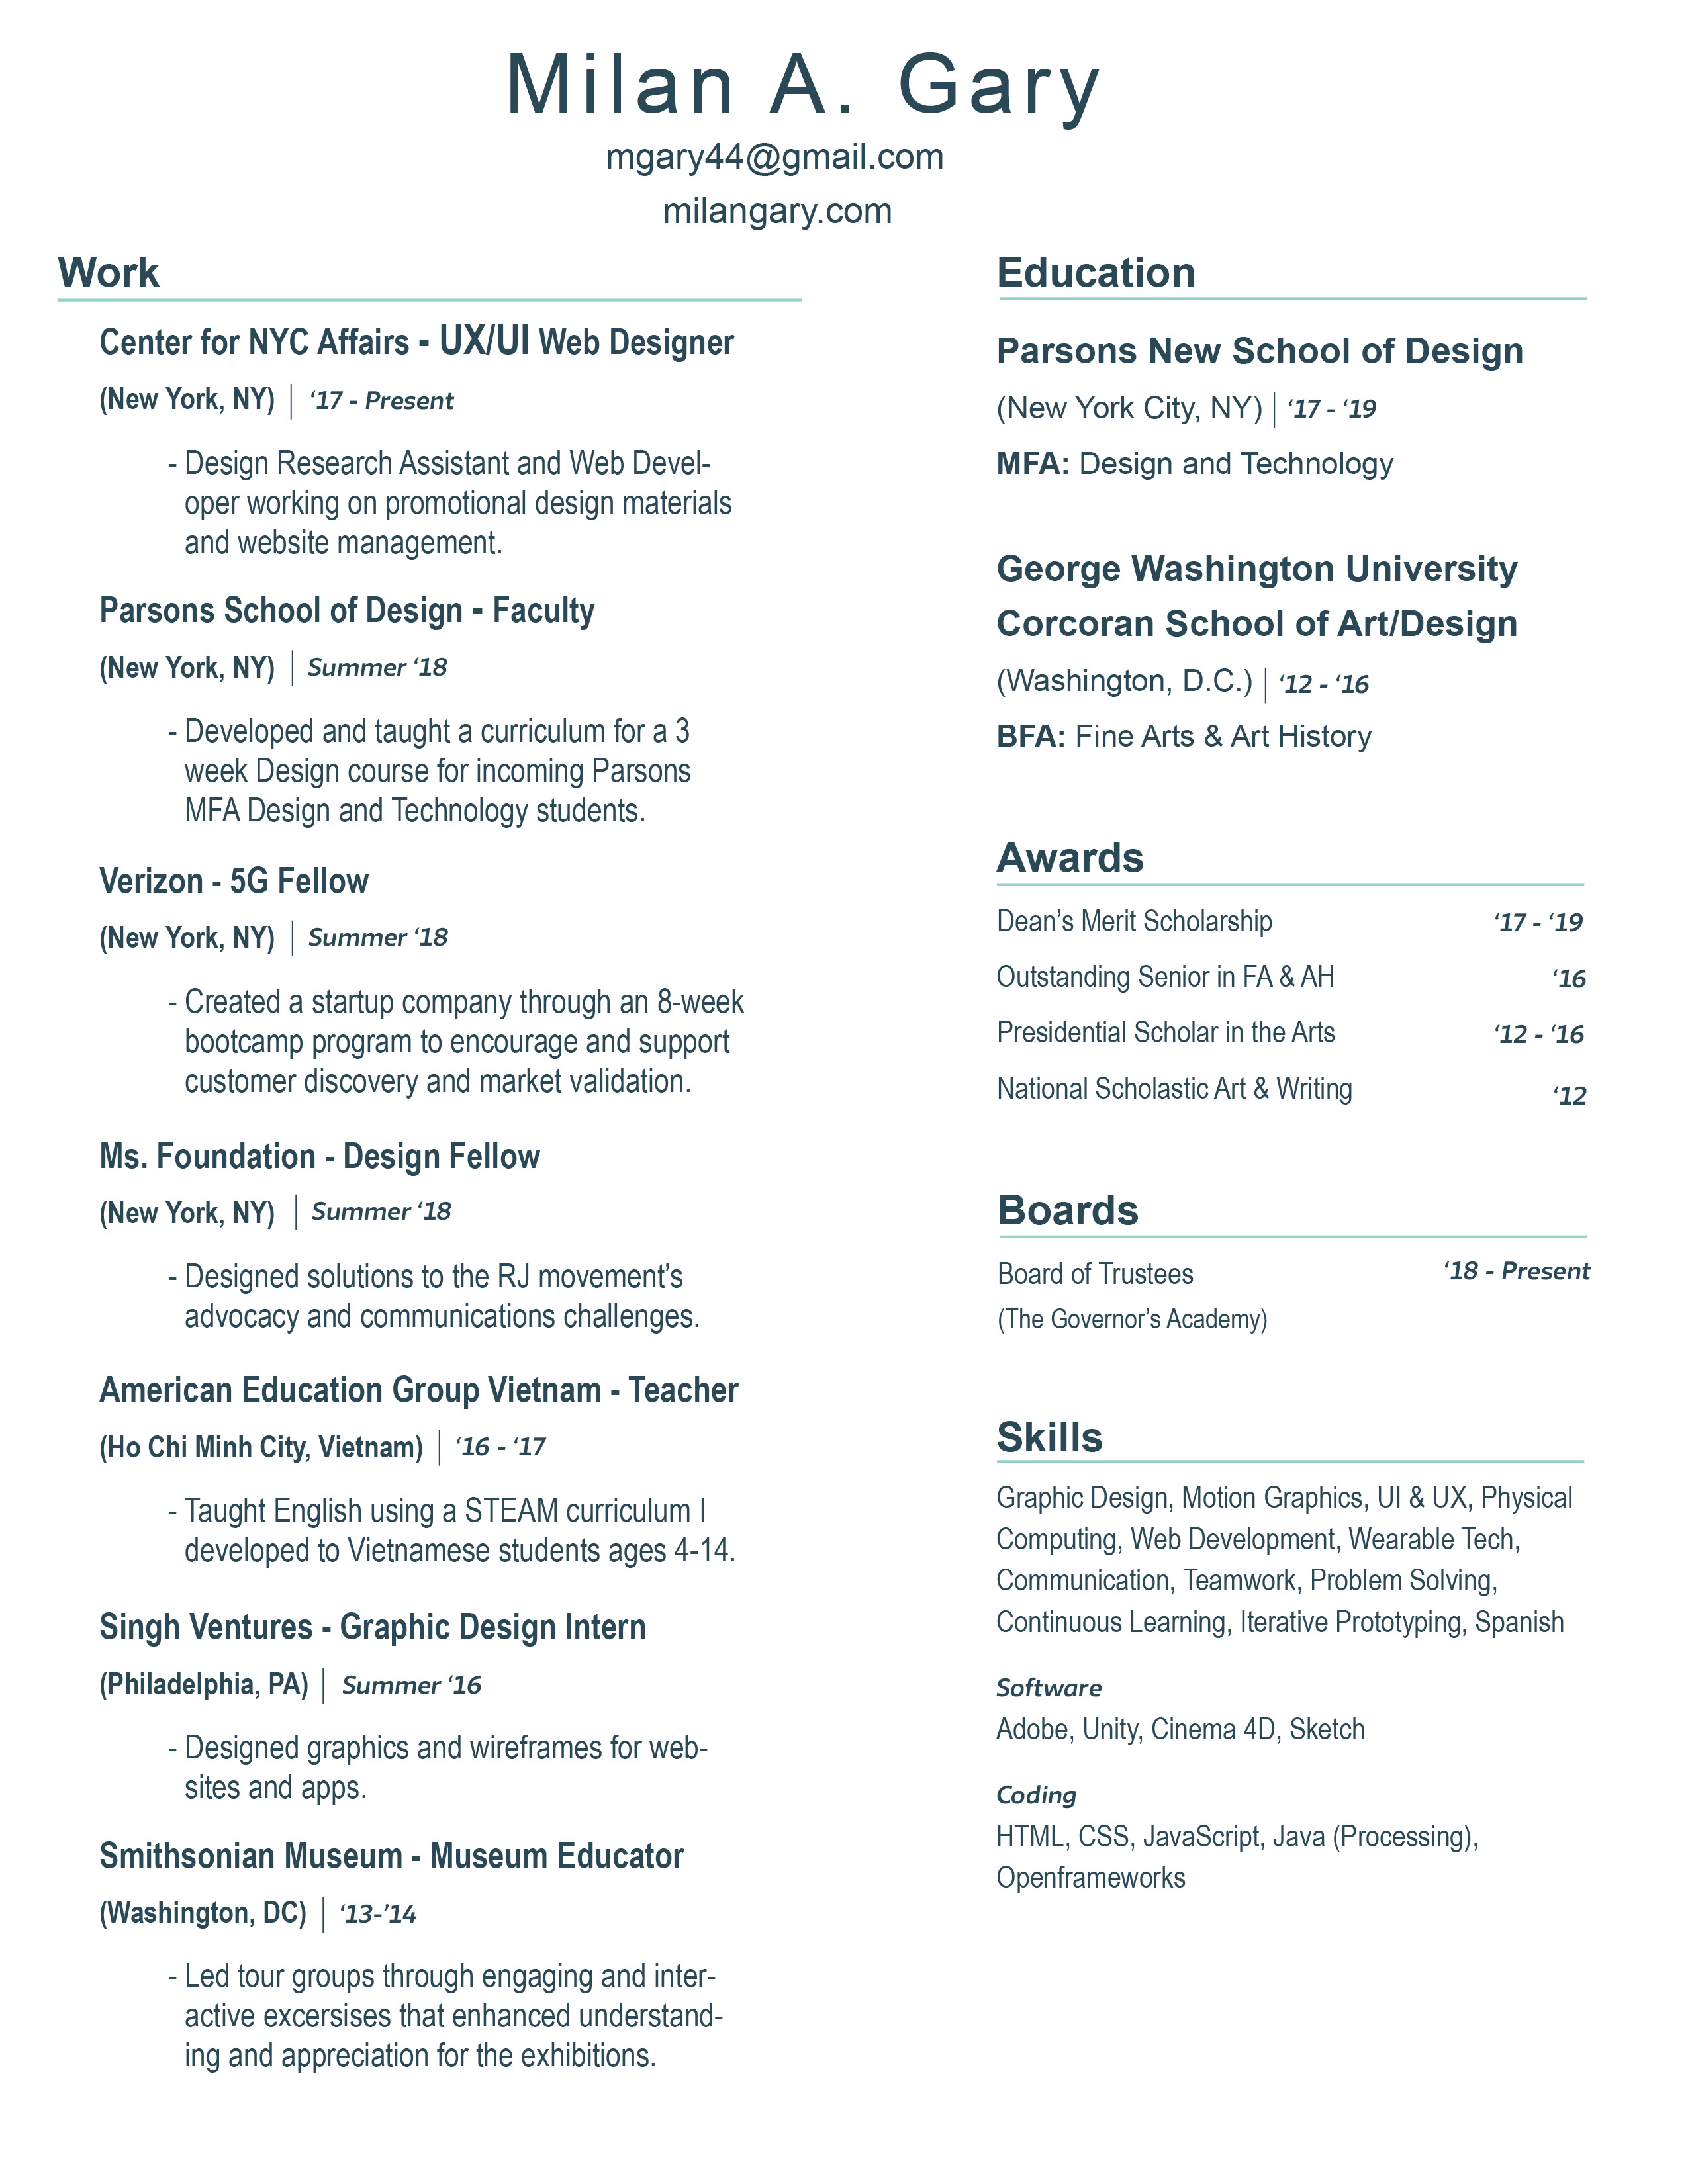 Milan A. Gary
mgary44@gmail.com
milangary.com
Work
Center for NYC Affairs - UX/UI Web Designer
(New York, NY) | ‘17 - Present
- Design Research Assistant and Web Devel-
oper working on promotional design materials
and website management.
Parsons School of Design - Faculty
(New York, NY) | Summer ‘18
- Developed and taught a curriculum for a 3
week Design course for incoming Parsons
MFA Design and Technology students.
Verizon - 5G Fellow
(New York, NY) | Summer ‘18
- Created a startup company through an 8-week
bootcamp program to encourage and support
customer discovery and market validation.
Ms. Foundation - Design Fellow
(New York, NY) | Summer ‘18
- Designed solutions to the RJ movement’s
advocacy and communications challenges.
American Education Group Vietnam - Teacher
(Ho Chi Minh City, Vietnam) | ‘16 - ‘17
- Taught English using a STEAM curriculum I
developed to Vietnamese students ages 4-14.
Singh Ventures - Graphic Design Intern
(Philadelphia, PA) | Summer ‘16
- Designed graphics and wireframes for web-
sites and apps.
Smithsonian Museum - Museum Educator
(Washington, DC) | ‘13-’14
- Led tour groups through engaging and inter-
active excersises that enhanced understand-
ing and appreciation for the exhibitions.
Education
Parsons New School of Design
(New York City, NY) | ‘17 - ‘19
MFA: Design and Technology
George Washington University
Corcoran School of Art/Design
(Washington, D.C.) | ‘12 - ‘16
BFA: Fine Arts & Art History
Awards
Dean’s Merit Scholarship ‘17 - ‘19
Outstanding Senior in FA & AH ‘16
Presidential Scholar in the Arts ‘12 - ‘16
National Scholastic Art & Writing ‘12
Boards
Board of Trustees ‘18 - Present
(The Governor’s Academy)
Skills
Graphic Design, Motion Graphics, UI & UX, Physical
Computing, Web Development, Wearable Tech,
Communication, Teamwork, Problem Solving,
Continuous Learning, Iterative Prototyping, Spanish
Software
Adobe, Unity, Cinema 4D, Sketch
Coding
HTML, CSS, JavaScript, Java (Processing),
Openframeworks